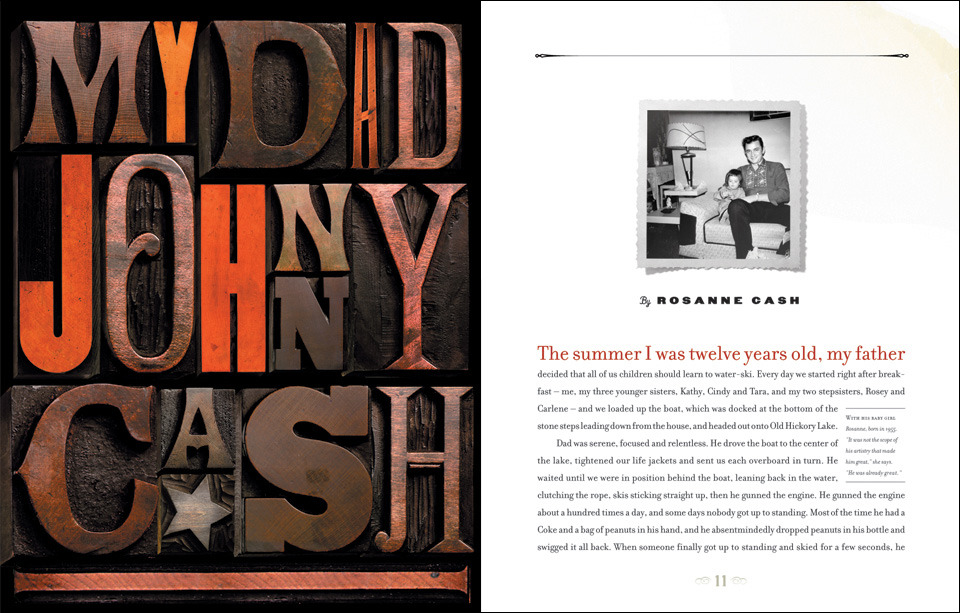 MY DAD
JOHNNY
CASH
By ROSANNE CASH
The summer I was twelve years old, my father
decided that all of us children should learn to water-ski. Every day we started right after break-
fast — me, my three younger sisters, Kathy, Cindy and Tara, and my two stepsisters, Rosey and
Carlene — and we loaded up the boat, which was docked at the bottom of the
stone steps leading down from the house, and headed out onto Old Hickory Lake.
Dad was serene, focused and relentless. He drove the boat to the center of
the lake, tightened our life jackets and sent us each overboard in turn. He
waited until we were in position behind the boat, leaning back in the water,
clutching the rope, skis sticking straight up, then he gunned the engine. He gunned the engine
about a hundred times a day, and some days nobody got up to standing. Most of the time he had a
Coke and a bag of peanuts in his hand, and he absentmindedly dropped peanuts in his bottle and
swigged it all back. When someone finally got up to standing and skied for a few seconds, he
With his baby girl
Rosanne, born in 1955.
"It was not the scope of
his artistry that made
him great," she says.
"He was already great."
11